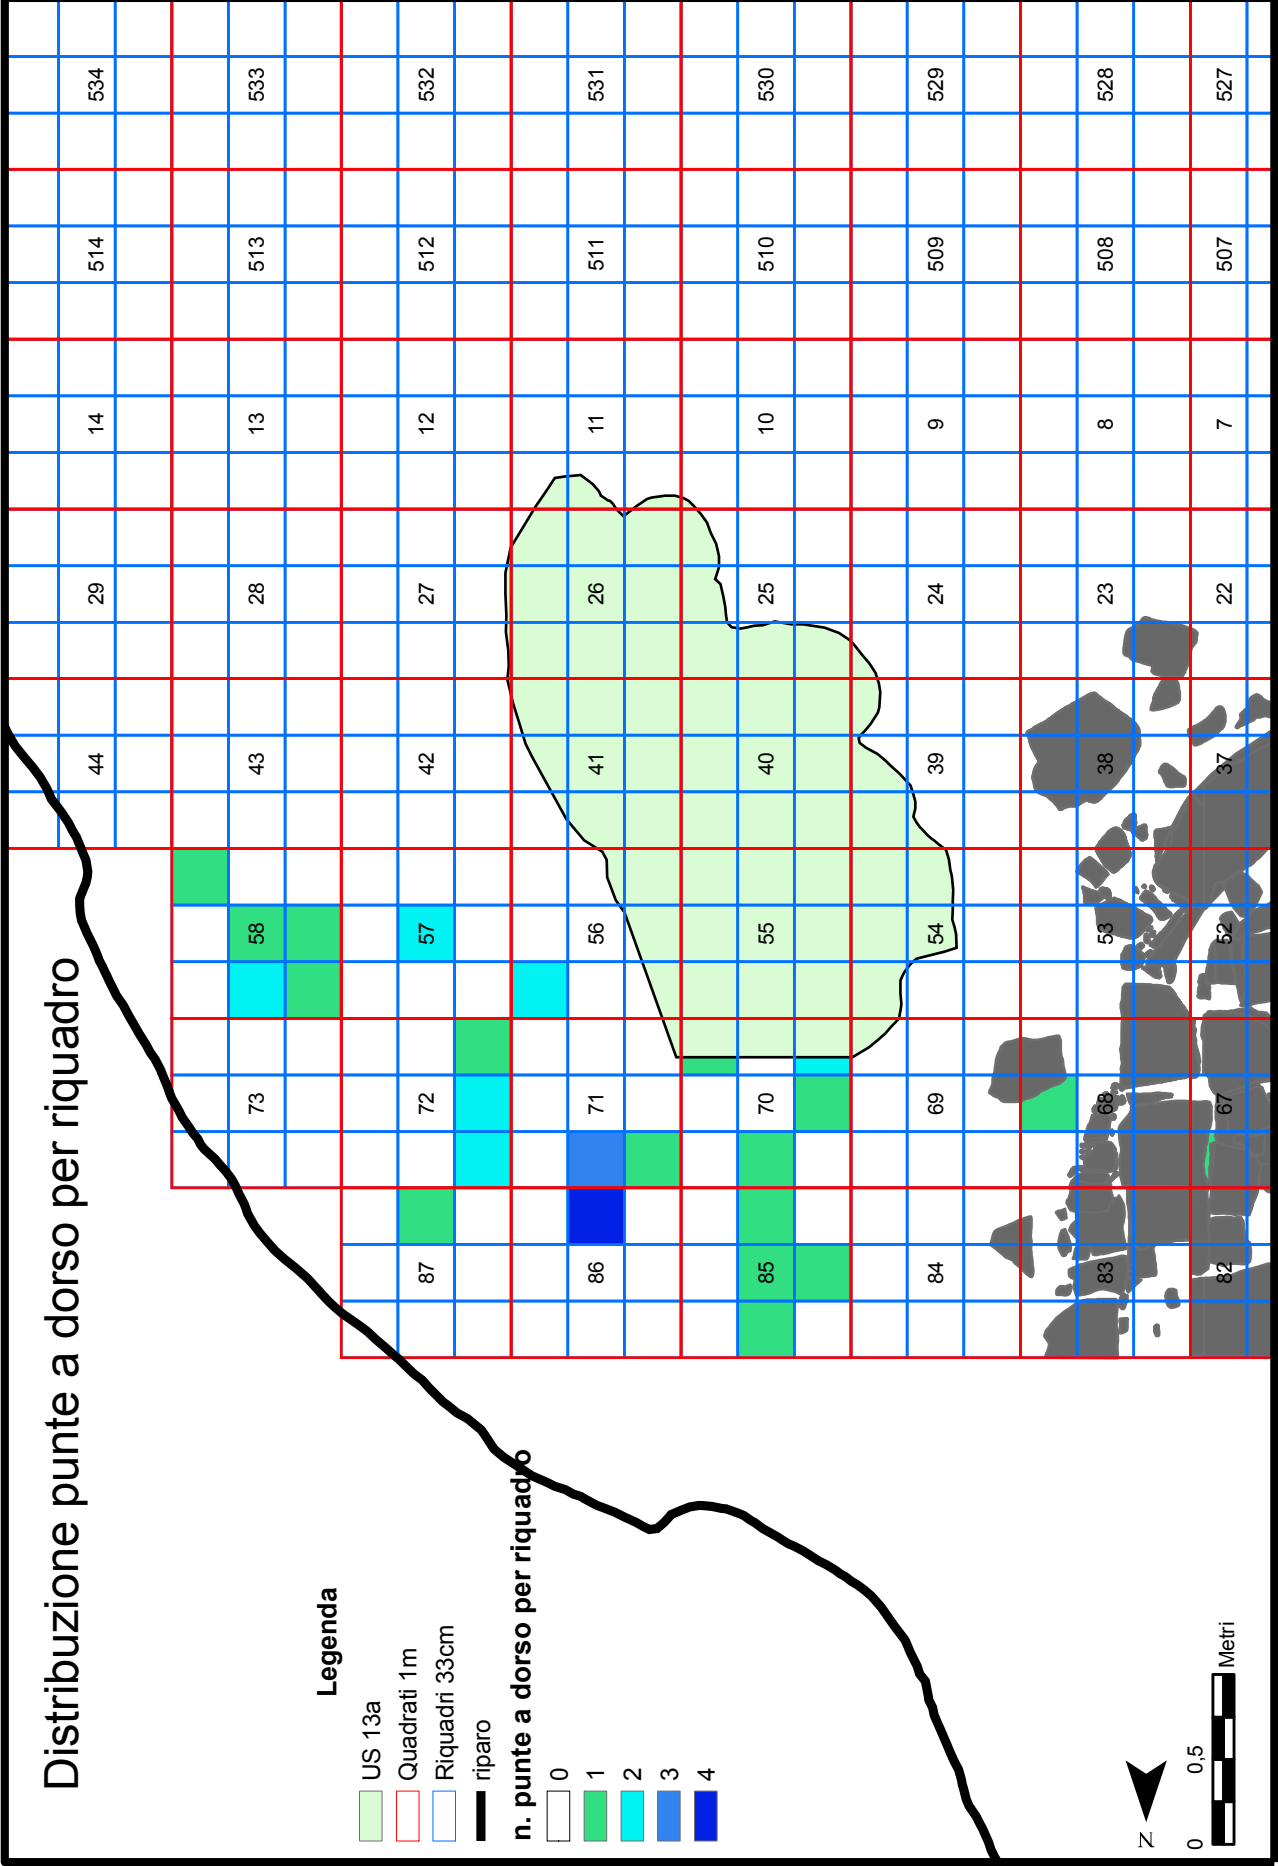 Distribuzione punte a dorso per riquadro
44 29 14 514 534
73 58 43 28 13 513 533
87 72 57 42 27 12 512 532
86 71 56 41 26 11 511 531
85 70 55 40 25 10 510 530
84 69 54 39 24 9 509 529
83 68 53 38 23 8 508 528
82 67 52 37 22 7 507 527
Legenda
US 13a
Quadrati 1m
Riquadri 33cm
riparo
n. punte a dorso per riquadro
0
1
2
3
4
N
0 0,5
Metri